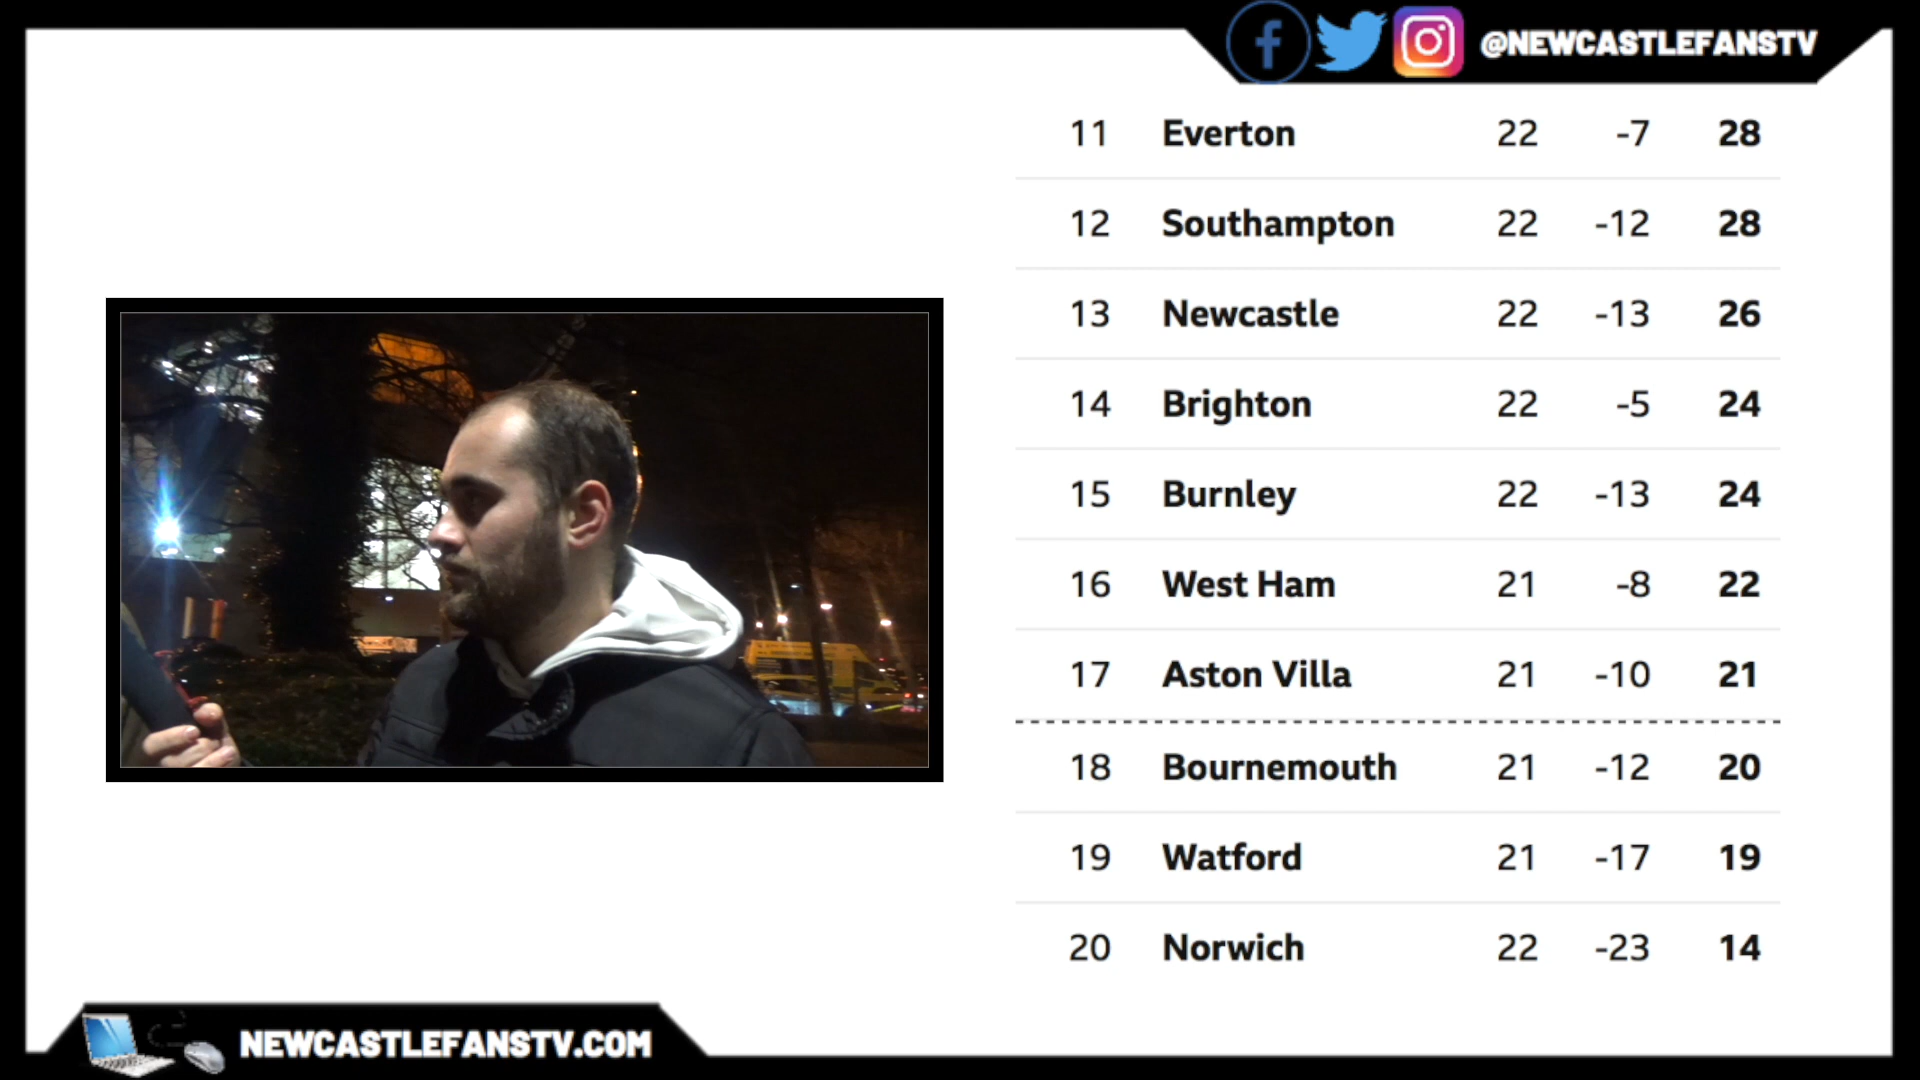 @NEWCASTLEFANSTV
11 Everton 22 -7 28
12 Southampton 22 -12 28
13 Newcastle 22 -13 26
14 Brighton 22 -5 24
15 Burnley 22 -13 24
16 West Ham 21 -8 22
17 Aston Villa 21 -10 21
18 Bournemouth 21 -12 20
19 Watford 21 -17 19
20 Norwich 22 -23 14
NEWCASTLEFANSTV.COM